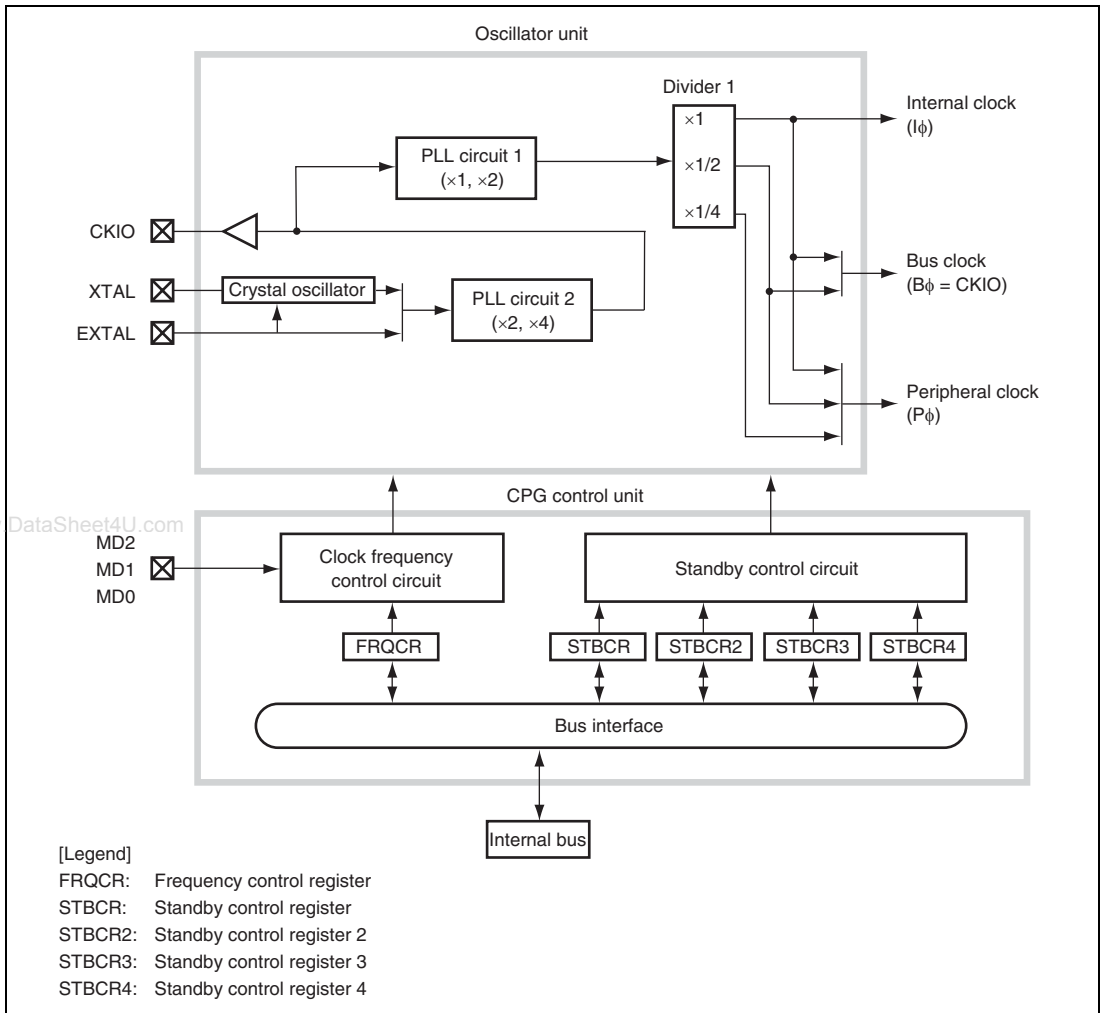 Oscillator unit
Divider 1
×1
×1/2
×1/4
Internal clock
(Iϕ)
PLL circuit 1
(×1, ×2)
CKIO
Bus clock
(Bϕ = CKIO)
XTAL
Crystal oscillator
EXTAL
PLL circuit 2
(×2, ×4)
Peripheral clock
(Pϕ)
CPG control unit
DataSheet4U.com
MD2
MD1
MD0
Clock frequency
control circuit
Standby control circuit
FRQCR
STBCR
STBCR2
STBCR3
STBCR4
Bus interface
Internal bus
[Legend]
FRQCR: Frequency control register
STBCR: Standby control register
STBCR2: Standby control register 2
STBCR3: Standby control register 3
STBCR4: Standby control register 4